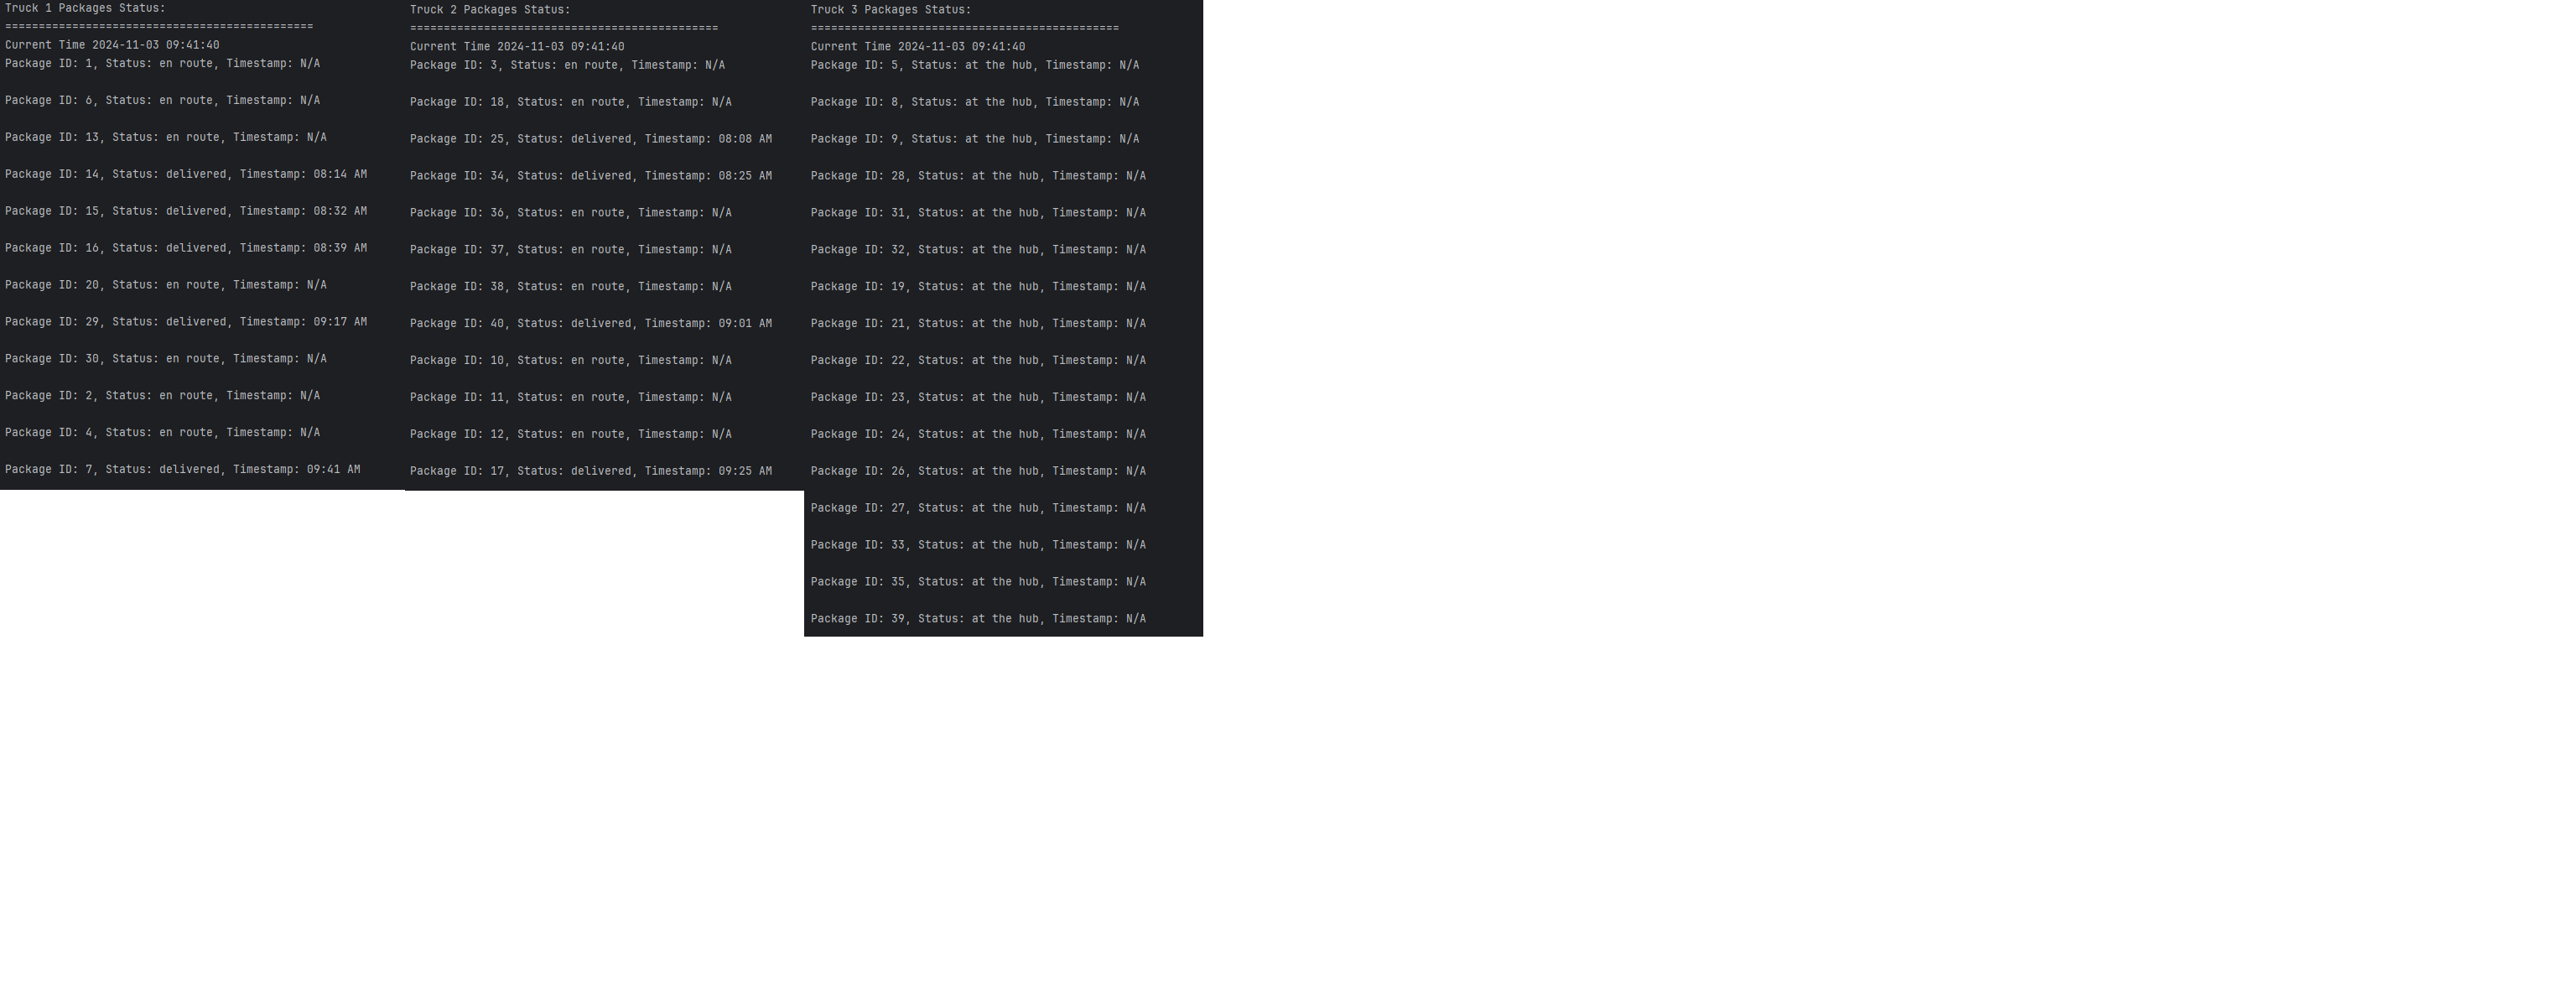 Truck 1 Packages Status:
==============================================
Current Time 2024-11-03 09:41:40
Package ID: 1, Status: en route, Timestamp: N/A
Package ID: 6, Status: en route, Timestamp: N/A
Package ID: 13, Status: en route, Timestamp: N/A
Package ID: 14, Status: delivered, Timestamp: 08:14 AM
Package ID: 15, Status: delivered, Timestamp: 08:32 AM
Package ID: 16, Status: delivered, Timestamp: 08:39 AM
Package ID: 20, Status: en route, Timestamp: N/A
Package ID: 29, Status: delivered, Timestamp: 09:17 AM
Package ID: 30, Status: en route, Timestamp: N/A
Package ID: 2, Status: en route, Timestamp: N/A
Package ID: 4, Status: en route, Timestamp: N/A
Package ID: 7, Status: delivered, Timestamp: 09:41 AM
Truck 2 Packages Status:
==============================================
Current Time 2024-11-03 09:41:40
Package ID: 3, Status: en route, Timestamp: N/A
Package ID: 18, Status: en route, Timestamp: N/A
Package ID: 25, Status: delivered, Timestamp: 08:08 AM
Package ID: 34, Status: delivered, Timestamp: 08:25 AM
Package ID: 36, Status: en route, Timestamp: N/A
Package ID: 37, Status: en route, Timestamp: N/A
Package ID: 38, Status: en route, Timestamp: N/A
Package ID: 40, Status: delivered, Timestamp: 09:01 AM
Package ID: 10, Status: en route, Timestamp: N/A
Package ID: 11, Status: en route, Timestamp: N/A
Package ID: 12, Status: en route, Timestamp: N/A
Package ID: 17, Status: delivered, Timestamp: 09:25 AM
Truck 3 Packages Status:
==============================================
Current Time 2024-11-03 09:41:40
Package ID: 5, Status: at the hub, Timestamp: N/A
Package ID: 8, Status: at the hub, Timestamp: N/A
Package ID: 9, Status: at the hub, Timestamp: N/A
Package ID: 28, Status: at the hub, Timestamp: N/A
Package ID: 31, Status: at the hub, Timestamp: N/A
Package ID: 32, Status: at the hub, Timestamp: N/A
Package ID: 19, Status: at the hub, Timestamp: N/A
Package ID: 21, Status: at the hub, Timestamp: N/A
Package ID: 22, Status: at the hub, Timestamp: N/A
Package ID: 23, Status: at the hub, Timestamp: N/A
Package ID: 24, Status: at the hub, Timestamp: N/A
Package ID: 26, Status: at the hub, Timestamp: N/A
Package ID: 27, Status: at the hub, Timestamp: N/A
Package ID: 33, Status: at the hub, Timestamp: N/A
Package ID: 35, Status: at the hub, Timestamp: N/A
Package ID: 39, Status: at the hub, Timestamp: N/A